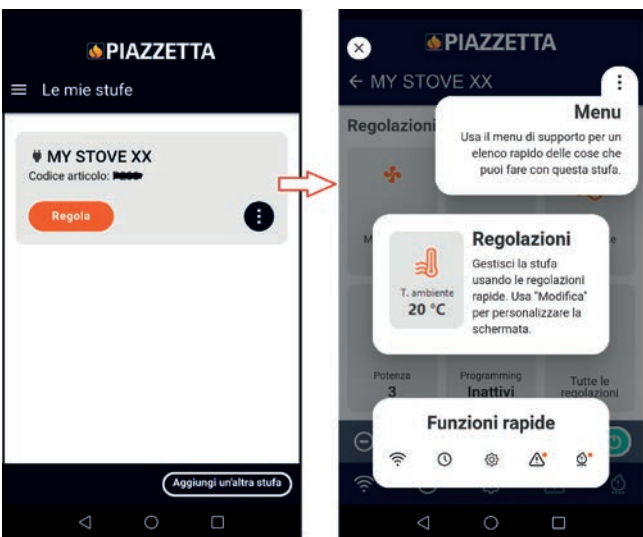 PIAZZETTA
Le mie stufe
MY STOVE XX
Codice articolo:
Regola
Aggiungi un'altra stufa
PIAZZETTA
MY STOVE XX
Menu
Usa il menu di supporto per un
elenco rapido delle cose che
puoi fare con questa stufa.
Regolazioni
Regolazioni
Gestisci la stufa
usando le regolazioni
rapide. Usa "Modifica"
per personalizzare la
schermata.
T. ambiente
20 °C
Potenza
3
Programming
Inattivi
Tutte le
regolazioni
Funzioni rapide